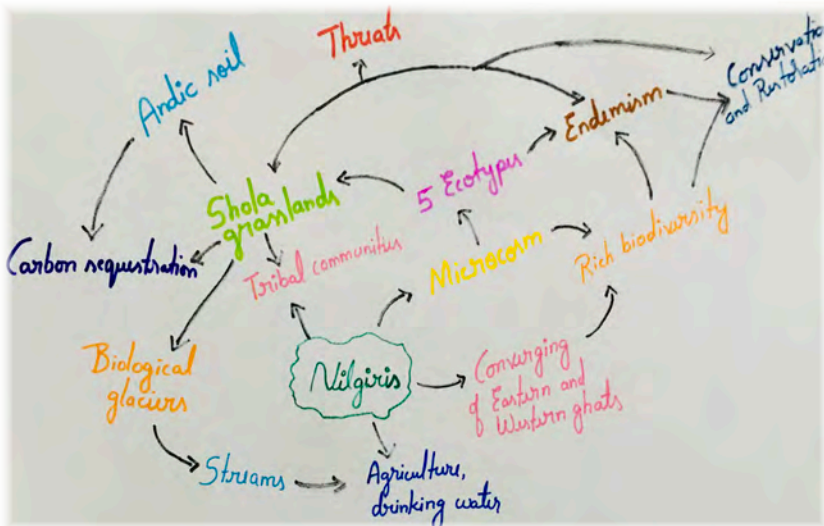 Threats
Conservation
and Restoration
Andic soil
Endemism
5 Ecotypes
Shola
grasslands
Rich biodiversity
Carbon sequestration
Tribal communities
Microcosm
Biological
glaciers
Nilgiris
Converging
of Eastern and
Western ghats
Streams
Agriculture,
drinking water